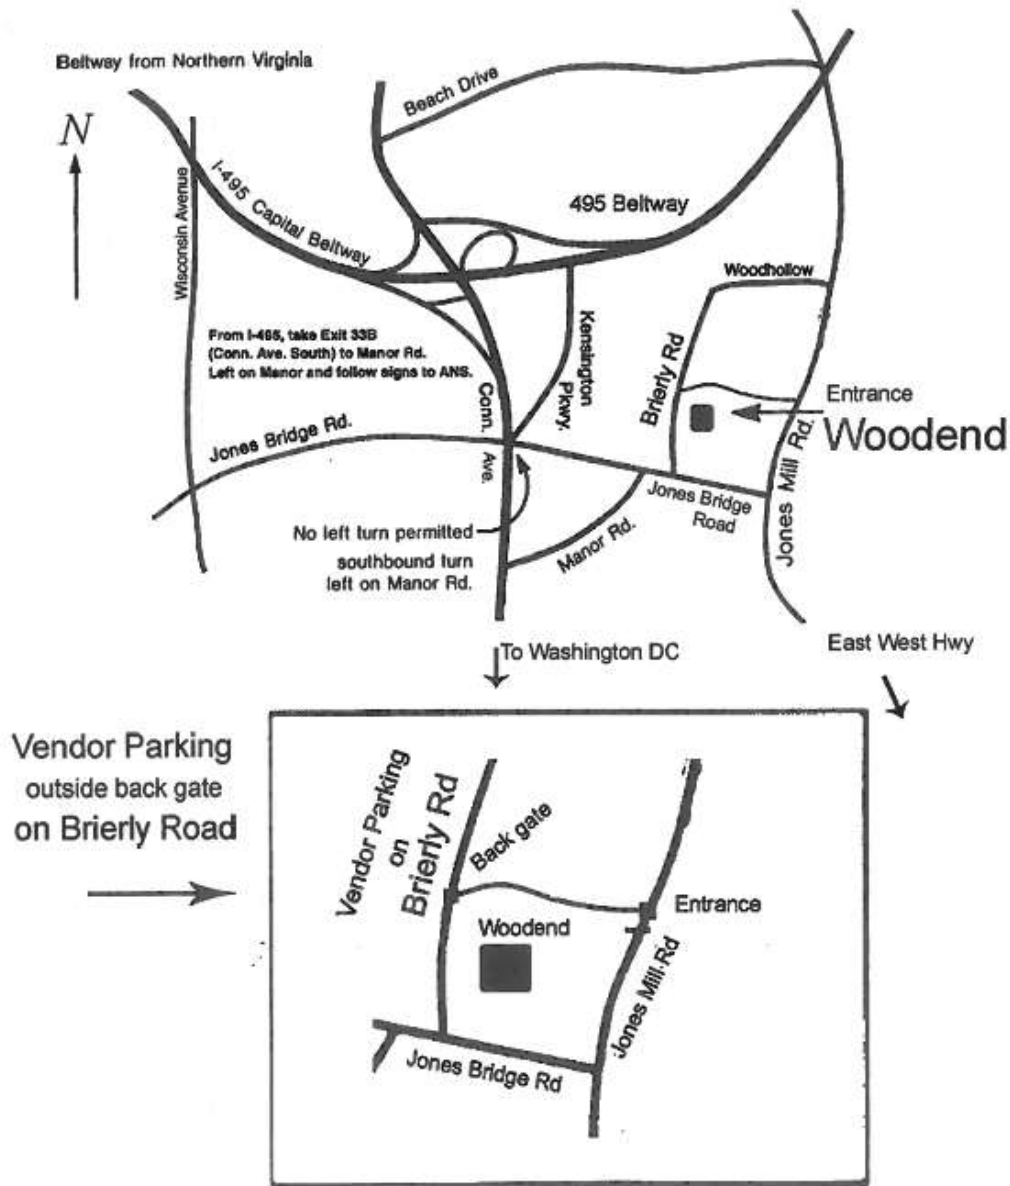 Beltway from Northern Virginia
N
Beach Drive
I-495 Capital Beltway
495 Beltway
Wisconsin Avenue
Woodhollow
From I-495, take Exit 33B
(Conn. Ave. South) to Manor Rd.
Left on Manor and follow signs to ANS.
Kensington
Pkwy.
Brierly Rd
Entrance
Woodend
Conn.
Ave.
Jones Bridge Rd.
Jones Mill Rd.
Jones Bridge
Road
No left turn permitted
southbound turn
left on Manor Rd.
Manor Rd.
To Washington DC
East West Hwy
Vendor Parking
outside back gate
on Brierly Road
Vendor Parking
on
Brierly Rd
Back gate
Entrance
Woodend
Jones Mill Rd
Jones Bridge Rd